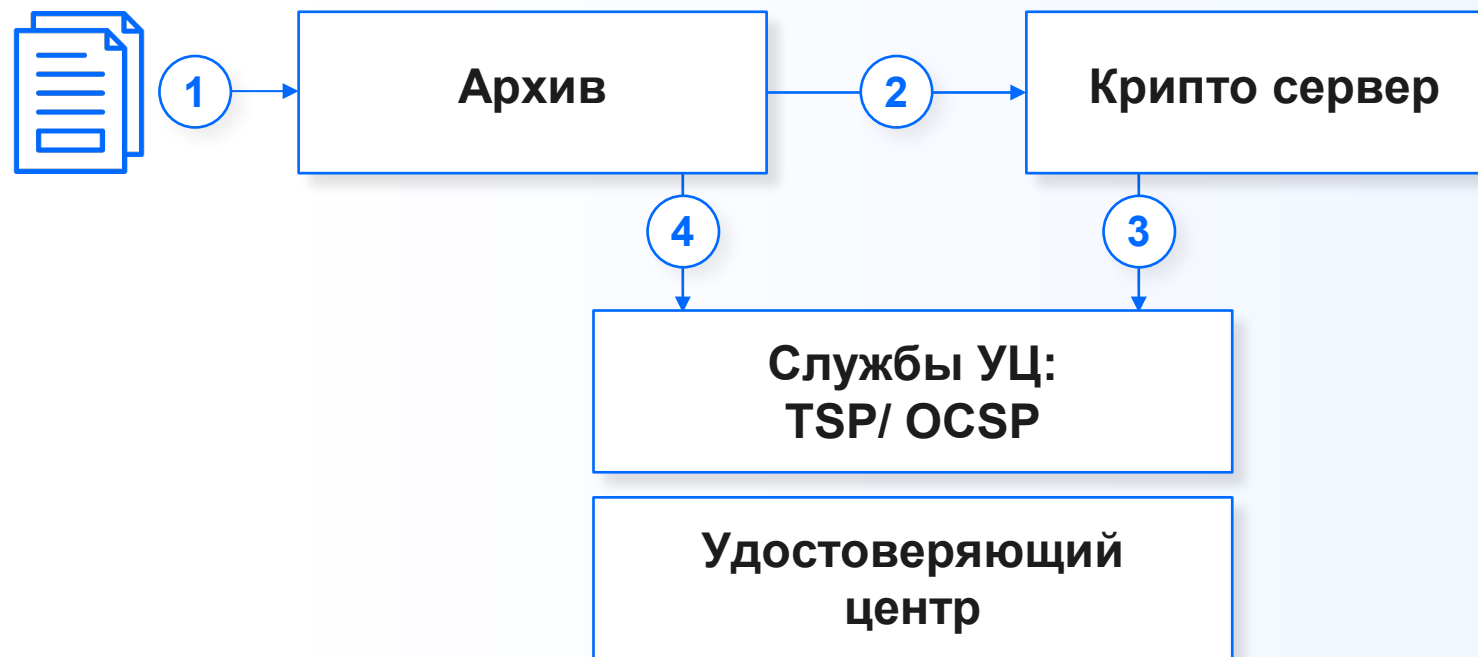 1
Архив
2
Крипто сервер
4
3
Службы УЦ:
TSP/ OCSP
Удостоверяющий
центр